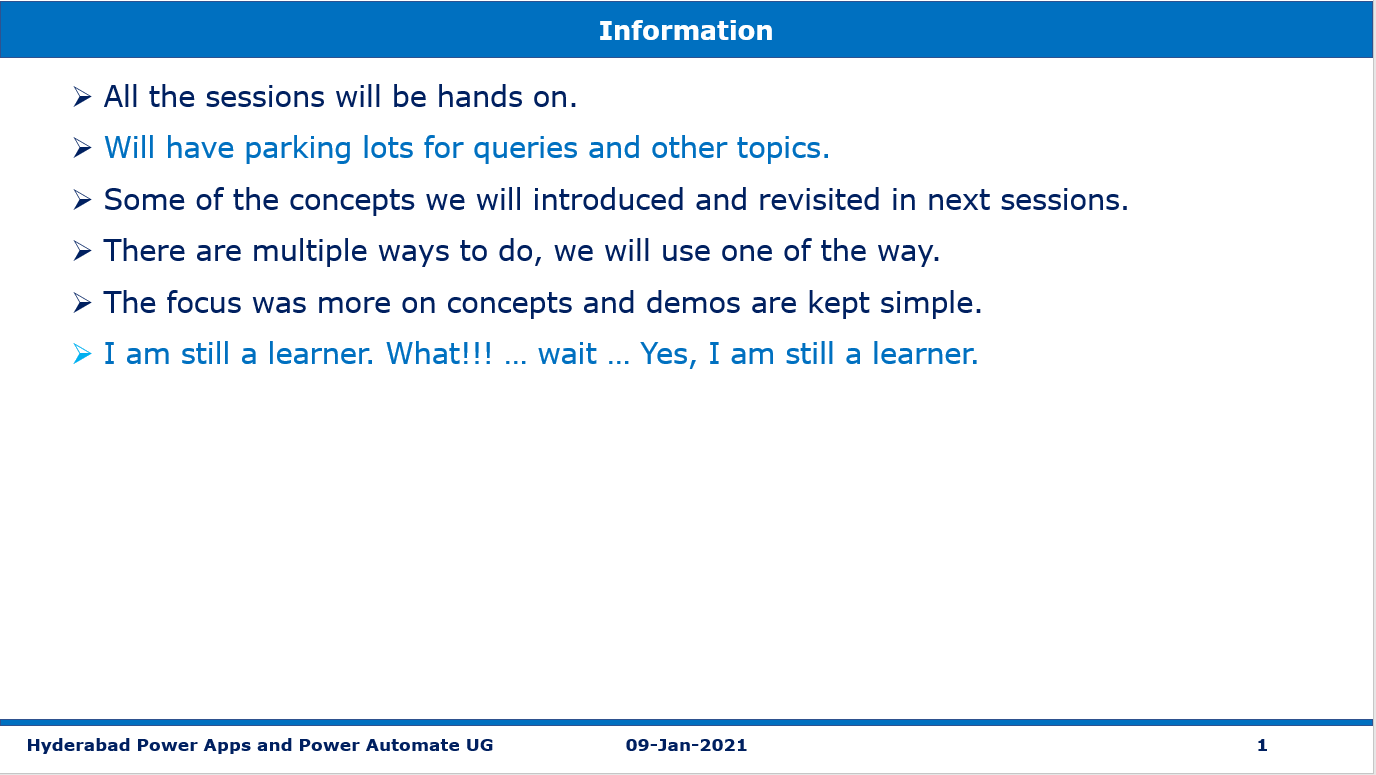 Information
➢ All the sessions will be hands on.
➢ Will have parking lots for queries and other topics.
➢ Some of the concepts we will introduced and revisited in next sessions.
➢ There are multiple ways to do, we will use one of the way.
➢ The focus was more on concepts and demos are kept simple.
➢ I am still a learner. What!!! … wait … Yes, I am still a learner.
Hyderabad Power Apps and Power Automate UG 09-Jan-2021 1